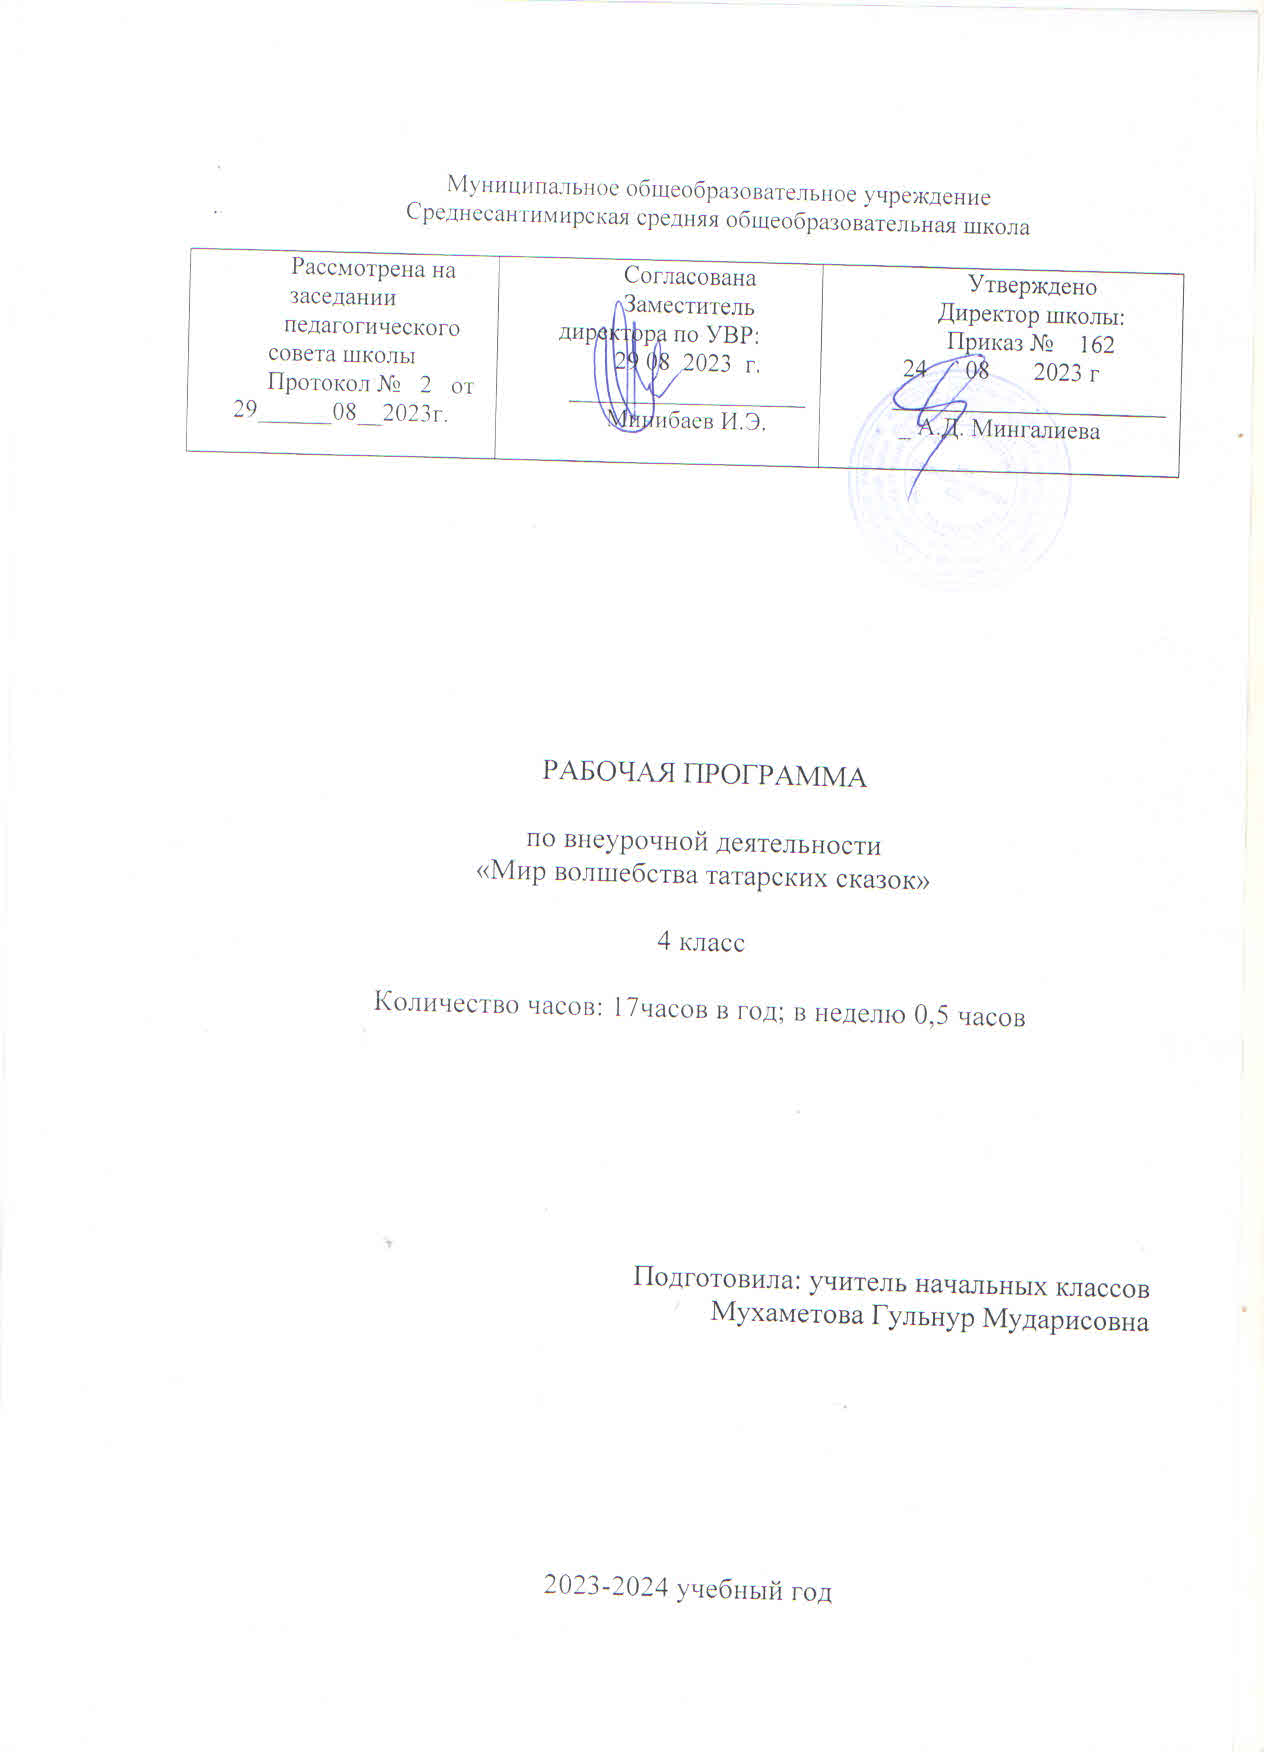 Муниципальное общеобразовательное учреждение
Среднесантимирская средняя общеобразовательная школа
Рассмотрена на
заседании
педагогического
совета школы
Протокол № 2 от
29______08__2023г.
Согласована
Заместитель
директора по УВР:
29 08 2023 г.
Минибаев И.Э.
Утверждено
Директор школы:
Приказ № 162
24 08 2023 г
_ А.Д. Мингалиева
РАБОЧАЯ ПРОГРАММА
по внеурочной деятельности
«Мир волшебства татарских сказок»
4 класс
Количество часов: 17часов в год; в неделю 0,5 часов
Подготовила: учитель начальных классов
Мухаметова Гульнур Мударисовна
2023-2024 учебный год